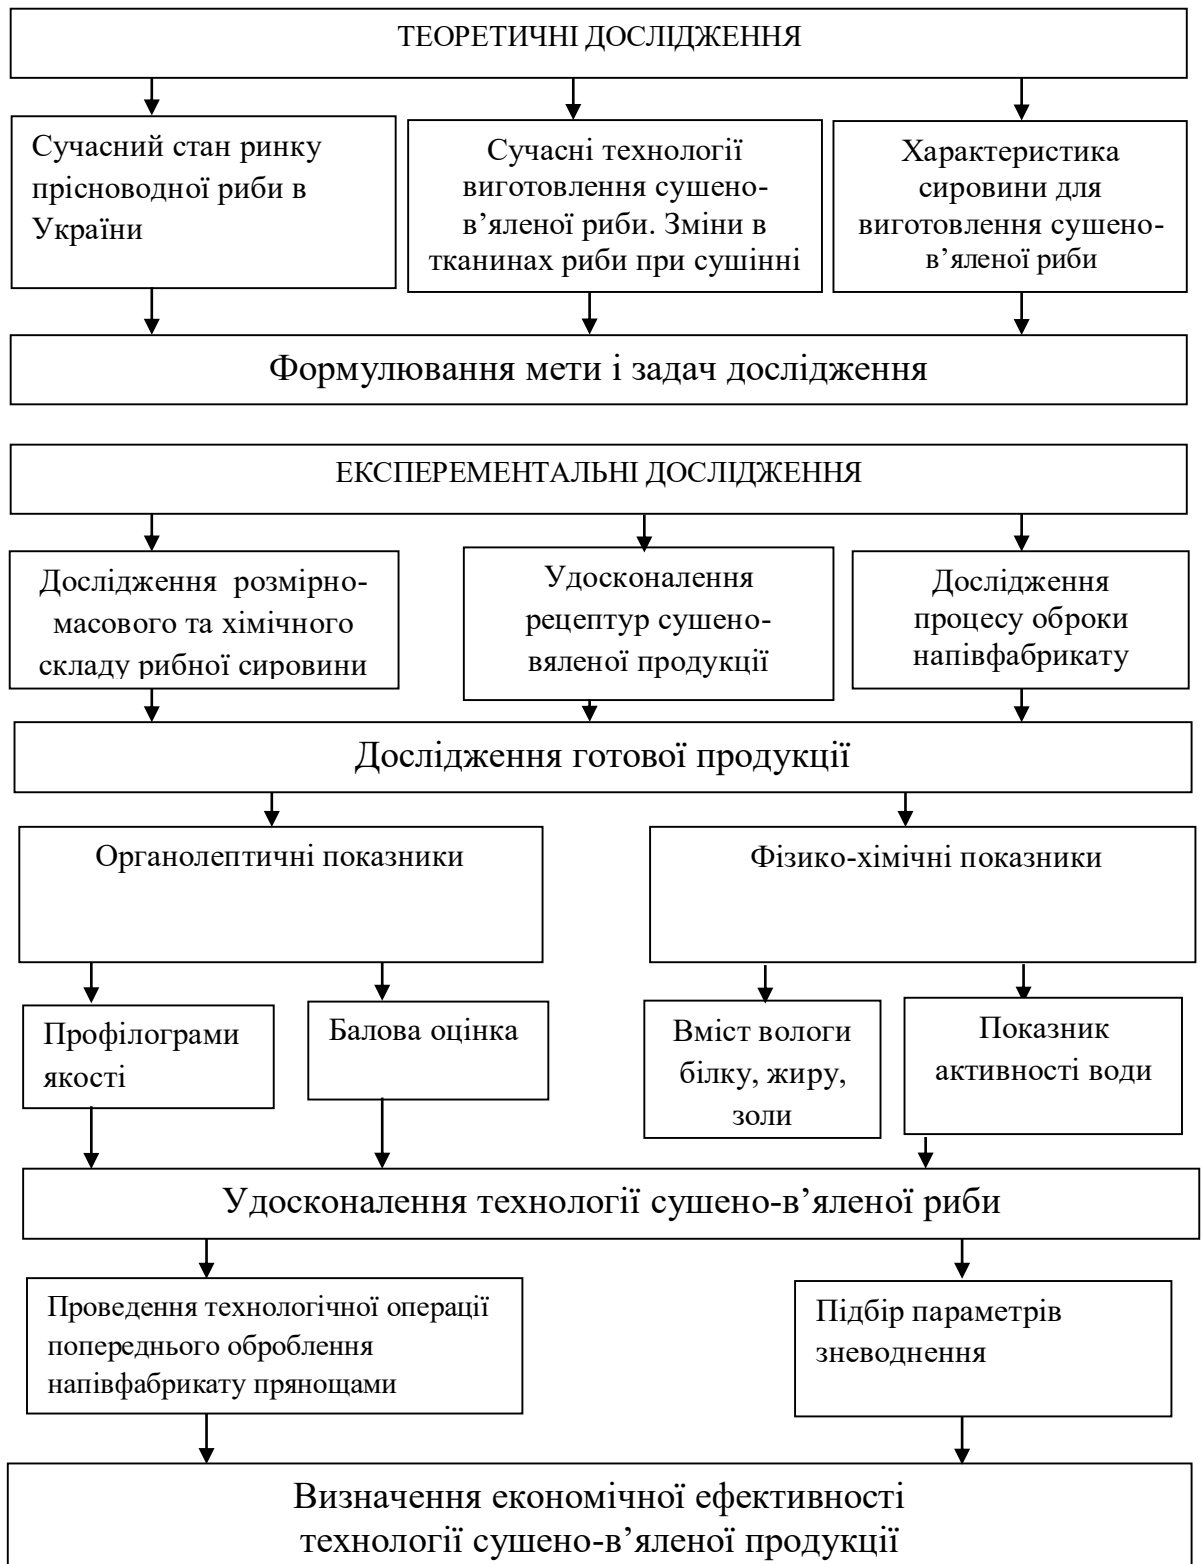 ТЕОРЕТИЧНІ ДОСЛІДЖЕННЯ
Сучасний стан ринку
прісноводної риби в
України
Сучасні технології
виготовлення сушено-
в’яленої риби. Зміни в
тканинах риби при сушінні
Характеристика
сировини для
виготовлення сушено-
в’яленої риби
Формулювання мети і задач дослідження
ЕКСПЕРЕМЕНТАЛЬНІ ДОСЛІДЖЕННЯ
Дослідження розмірно-
масового та хімічного
складу рибної сировини
Удосконалення
рецептур сушено-
вяленої продукції
Дослідження
процесу оброки
напівфабрикату
Дослідження готової продукції
Органолептичні показники
Фізико-хімічні показники
Профілограми
якості
Балова оцінка
Вміст вологи
білку, жиру,
золи
Показник
активності води
Удосконалення технології сушено-в’яленої риби
Проведення технологічної операції
попереднього оброблення
напівфабрикату прянощами
Підбір параметрів
зневоднення
Визначення економічної ефективності
технології сушено-в’яленої продукції